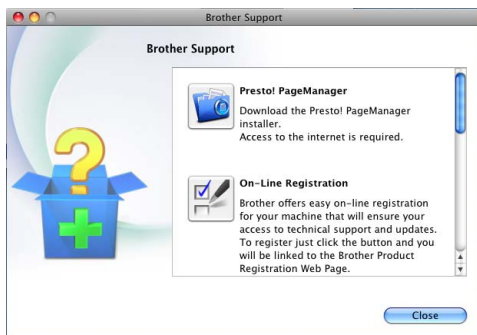 Brother Support
Brother Support
Presto! PageManager
Download the Presto! PageManager
installer.
Access to the internet is required.
On-Line Registration
Brother offers easy on-line registration
for your machine that will ensure your
access to technical support and updates.
To register just click the button and you
will be linked to the Brother Product
Registration Web Page.
Close